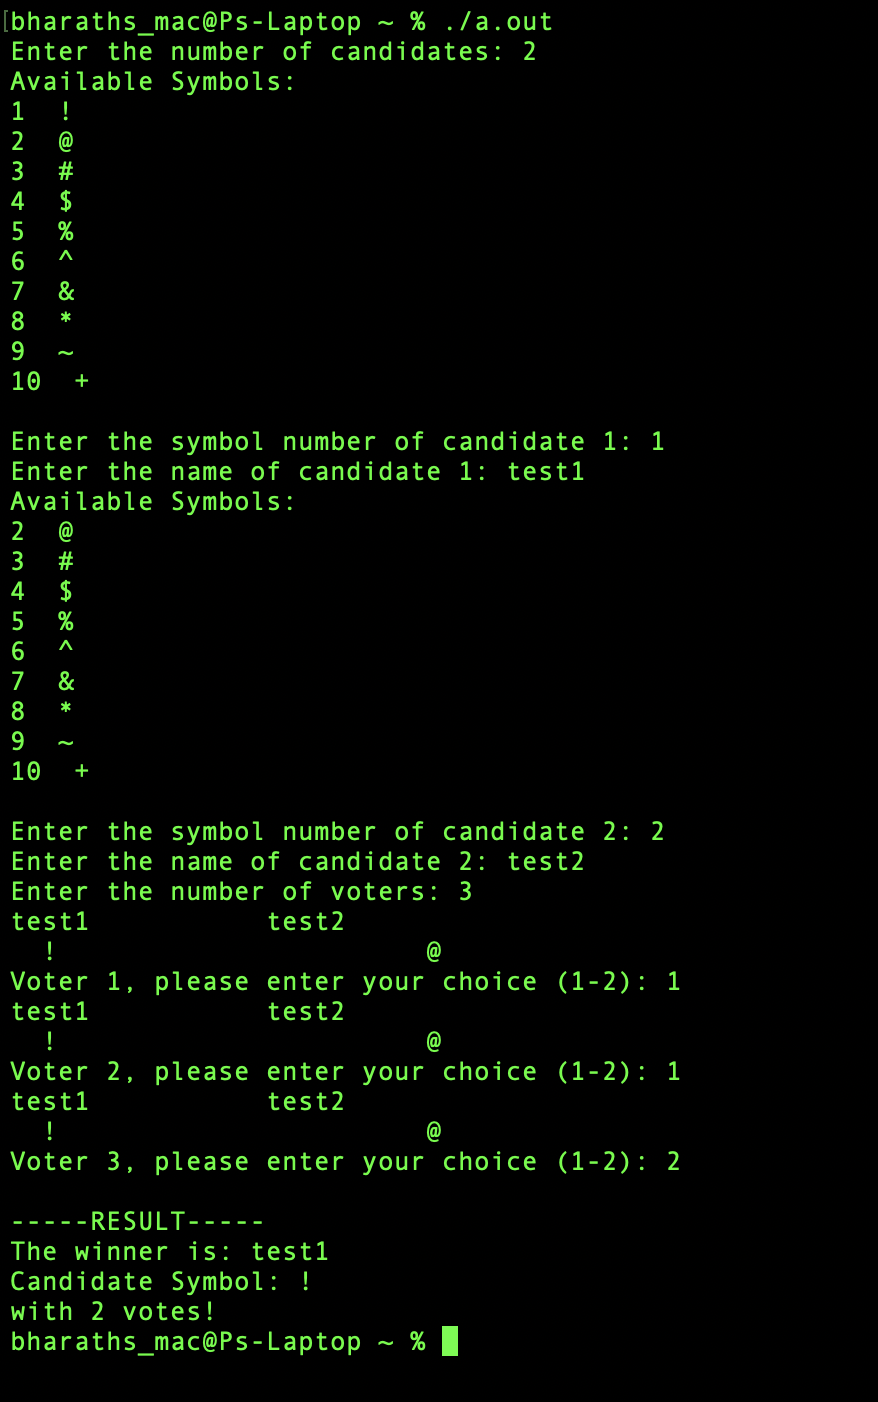 [bharaths_mac@Ps-Laptop ~ % ./a.out
Enter the number of candidates: 2
Available Symbols:
1  !
2  @
3  #
4  $
5  %
6  ^
7  &
8  *
9  ~
10  +
Enter the symbol number of candidate 1: 1
Enter the name of candidate 1: test1
Available Symbols:
2  @
3  #
4  $
5  %
6  ^
7  &
8  *
9  ~
10  +
Enter the symbol number of candidate 2: 2
Enter the name of candidate 2: test2
Enter the number of voters: 3
test1           test2
  !                       @
Voter 1, please enter your choice (1-2): 1
test1           test2
  !                       @
Voter 2, please enter your choice (1-2): 1
test1           test2
  !                       @
Voter 3, please enter your choice (1-2): 2
-----RESULT-----
The winner is: test1
Candidate Symbol: !
with 2 votes!
bharaths_mac@Ps-Laptop ~ %